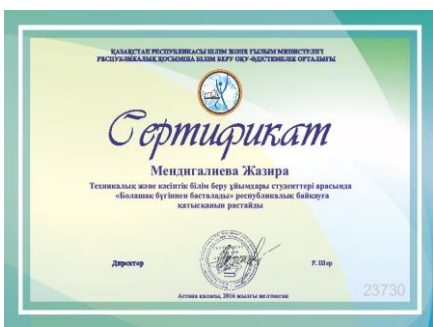 ҚАЗАҚСТАН РЕСПУБЛИКАСЫ БІЛІМ ЖӘНЕ ҒЫЛЫМ МИНИСТРЛІГІ
РЕСПУБЛИКАЛЫҚ ҚОСЫМША БІЛІМ БЕРУ ОҚУ-ӘДІСТЕМЕЛІК ОРТАЛЫҒЫ
Сертификат
Мендигалиева Жазира
Техникалық және кәсіптік білім беру ұйымдары студенттері арасында
«Болашақ бүгіннен басталады» республикалық байқауға
қатысқанын растайды
Директор
Р. Шер
23730
Астана қаласы, 2016 жылғы желтоқсан